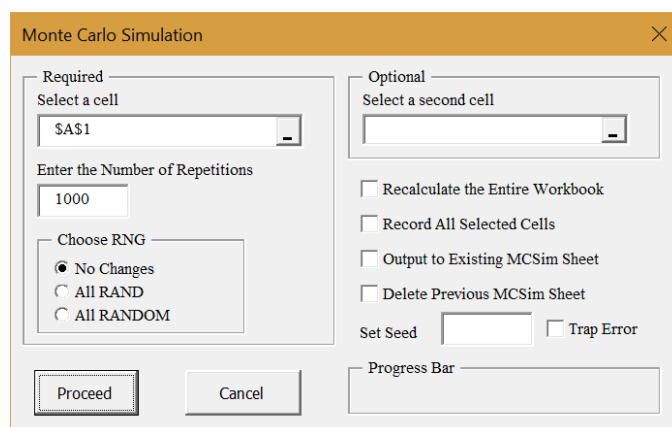 Monte Carlo Simulation
Required
Select a cell
$A$1
Enter the Number of Repetitions
1000
Choose RNG
No Changes
All RAND
All RANDOM
Proceed
Cancel
Optional
Select a second cell
Recalculate the Entire Workbook
Record All Selected Cells
Output to Existing MCSim Sheet
Delete Previous MCSim Sheet
Set Seed
Trap Error
Progress Bar